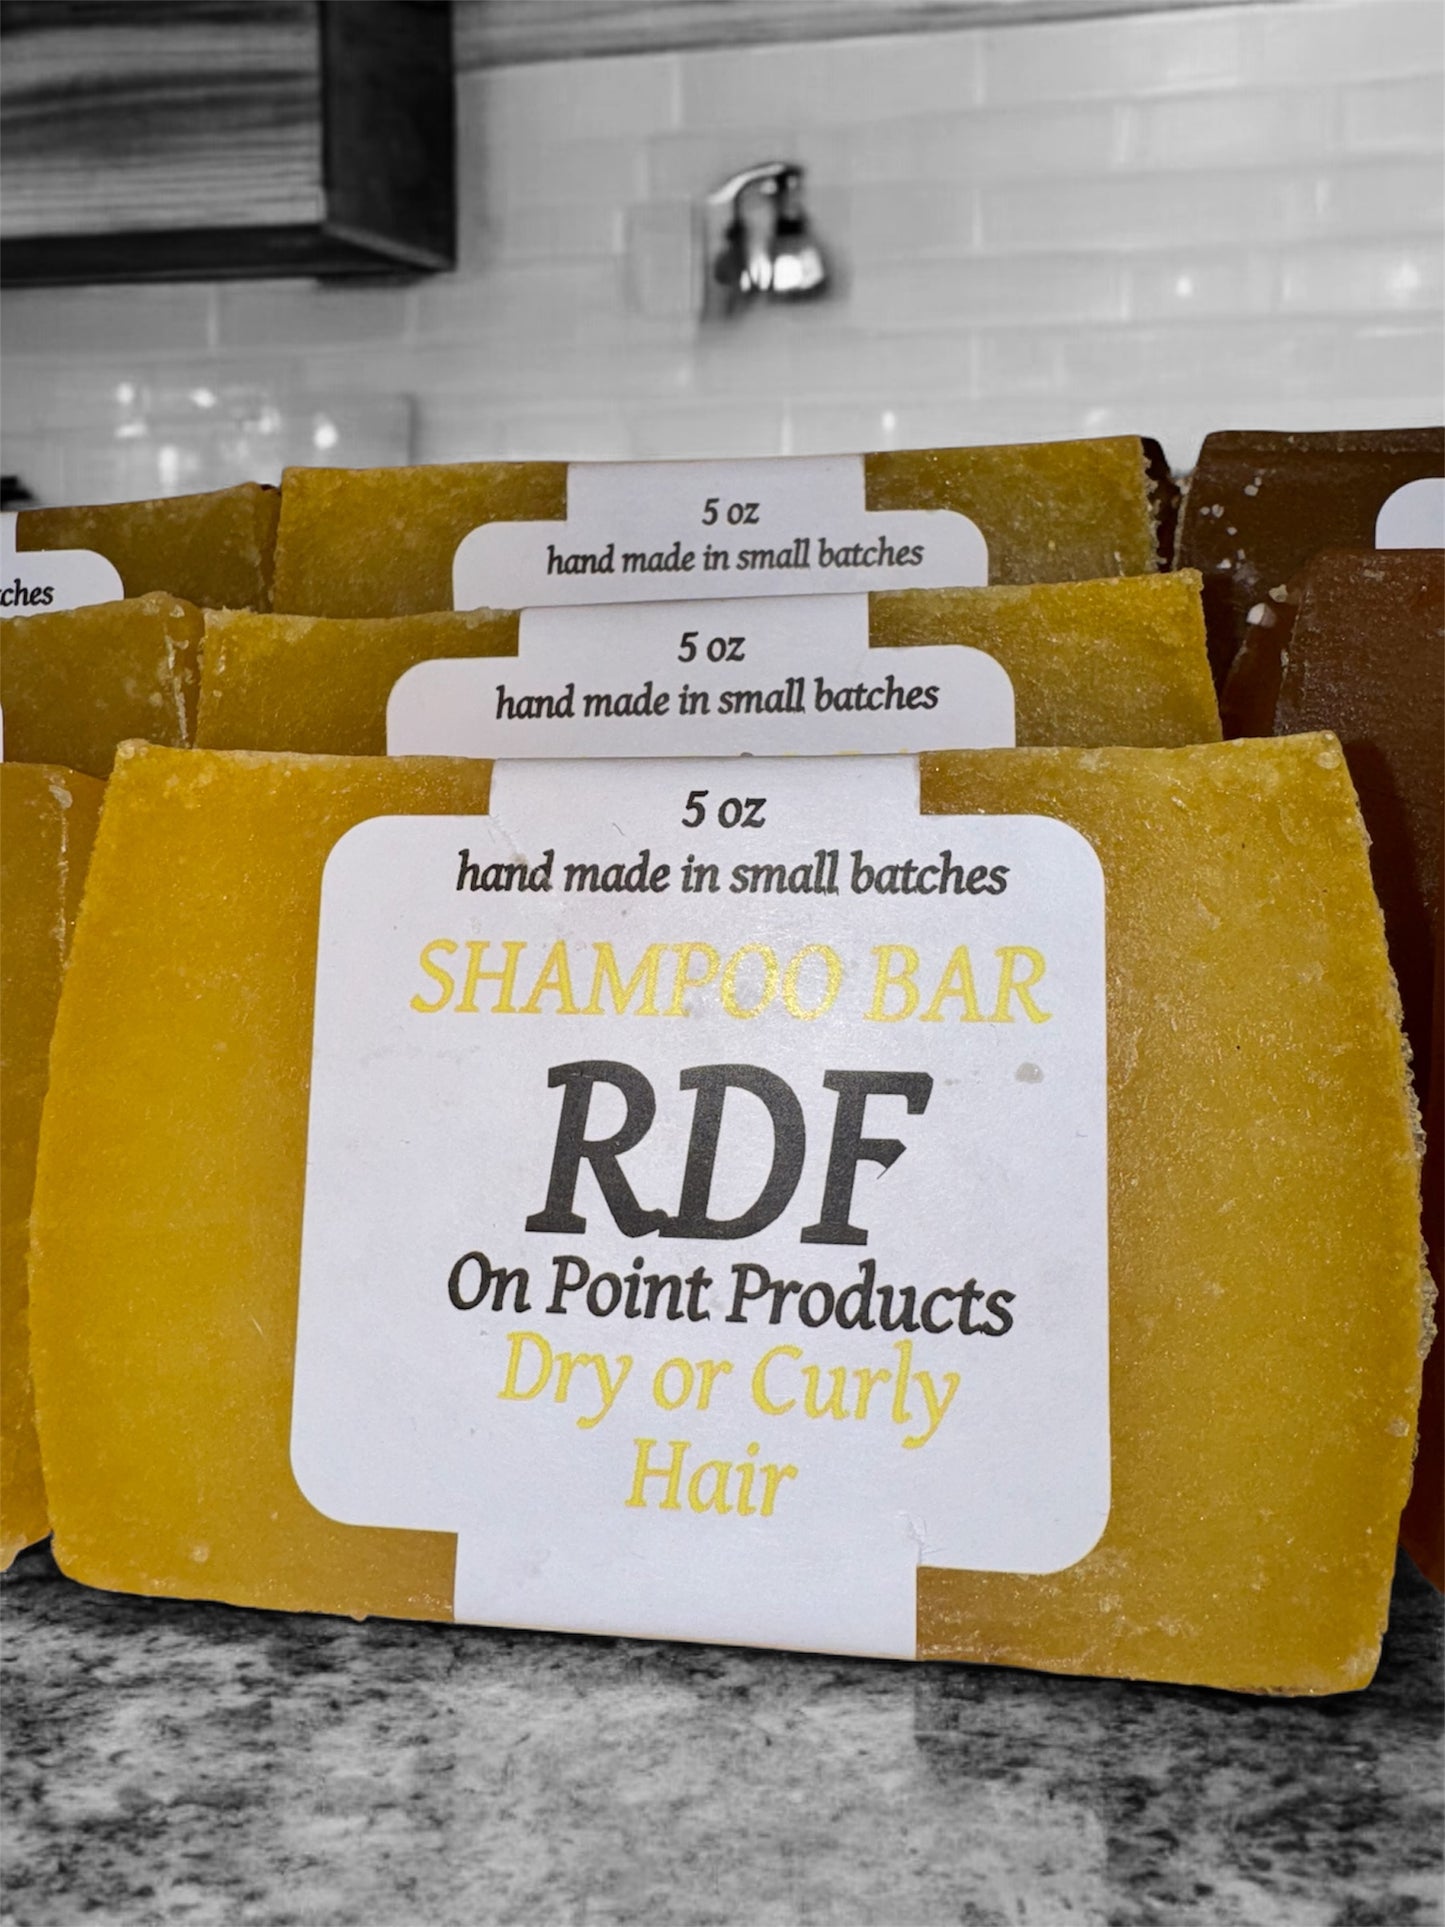 5 oz
hand made in small batches
ches
5 oz
hand made in small batches
5 oz
hand made in small batches
SHAMPOO BAR
RDF
On Point Products
Dry or Curly
Hair